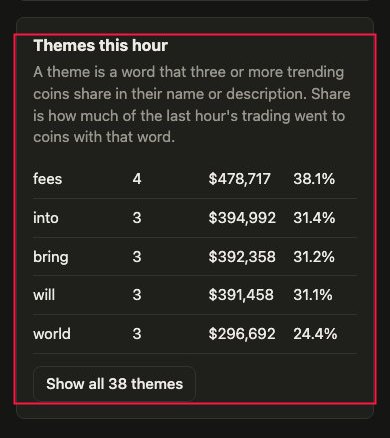 Themes this hour
A theme is a word that three or more trending
coins share in their name or description. Share
is how much of the last hour's trading went to
coins with that word.
fees 4 $478,717 38.1%
into 3 $394,992 31.4%
bring 3 $392,358 31.2%
will 3 $391,458 31.1%
world 3 $296,692 24.4%
Show all 38 themes